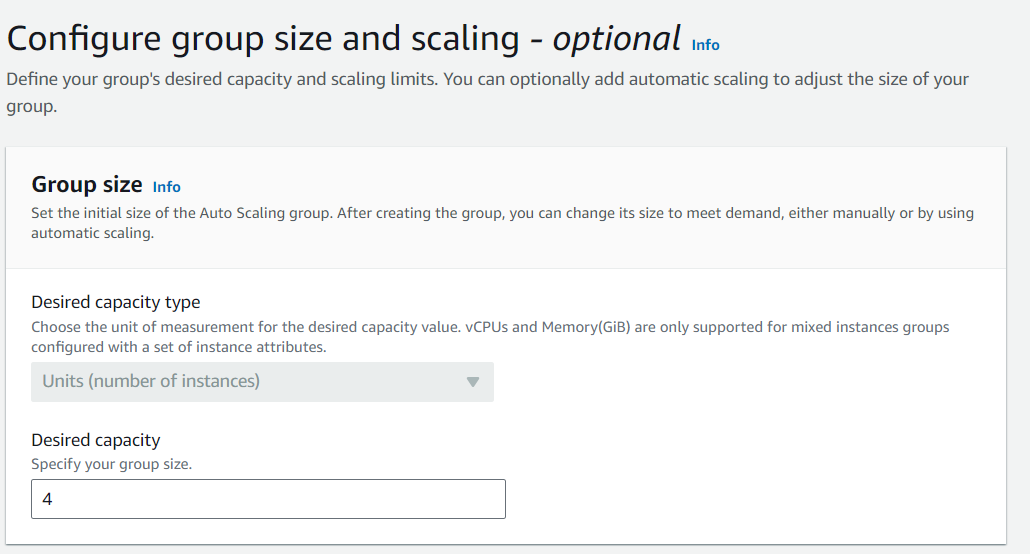 Configure group size and scaling - optional Info
Define your group's desired capacity and scaling limits. You can optionally add automatic scaling to adjust the size of your
group.
Group size Info
Set the initial size of the Auto Scaling group. After creating the group, you can change its size to meet demand, either manually or by using
automatic scaling.
Desired capacity type
Choose the unit of measurement for the desired capacity value. vCPUs and Memory(GiB) are only supported for mixed instances groups
configured with a set of instance attributes.
Units (number of instances)
Desired capacity
Specify your group size.
4